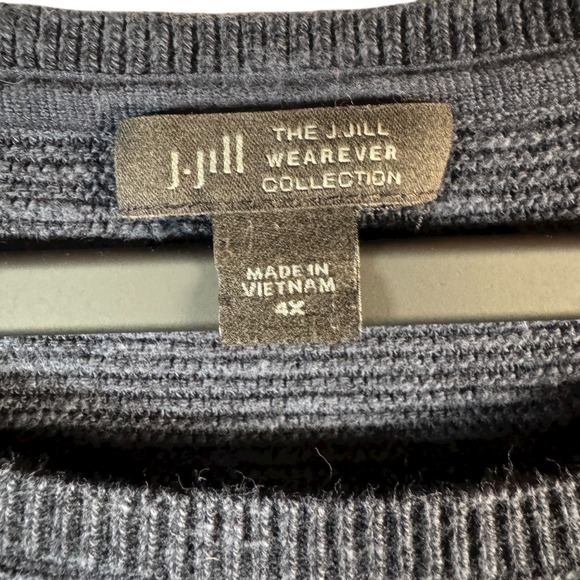 J.Jill
THE J.JILL
WEAREVER
COLLECTION
MADE IN
VIETNAM
4X